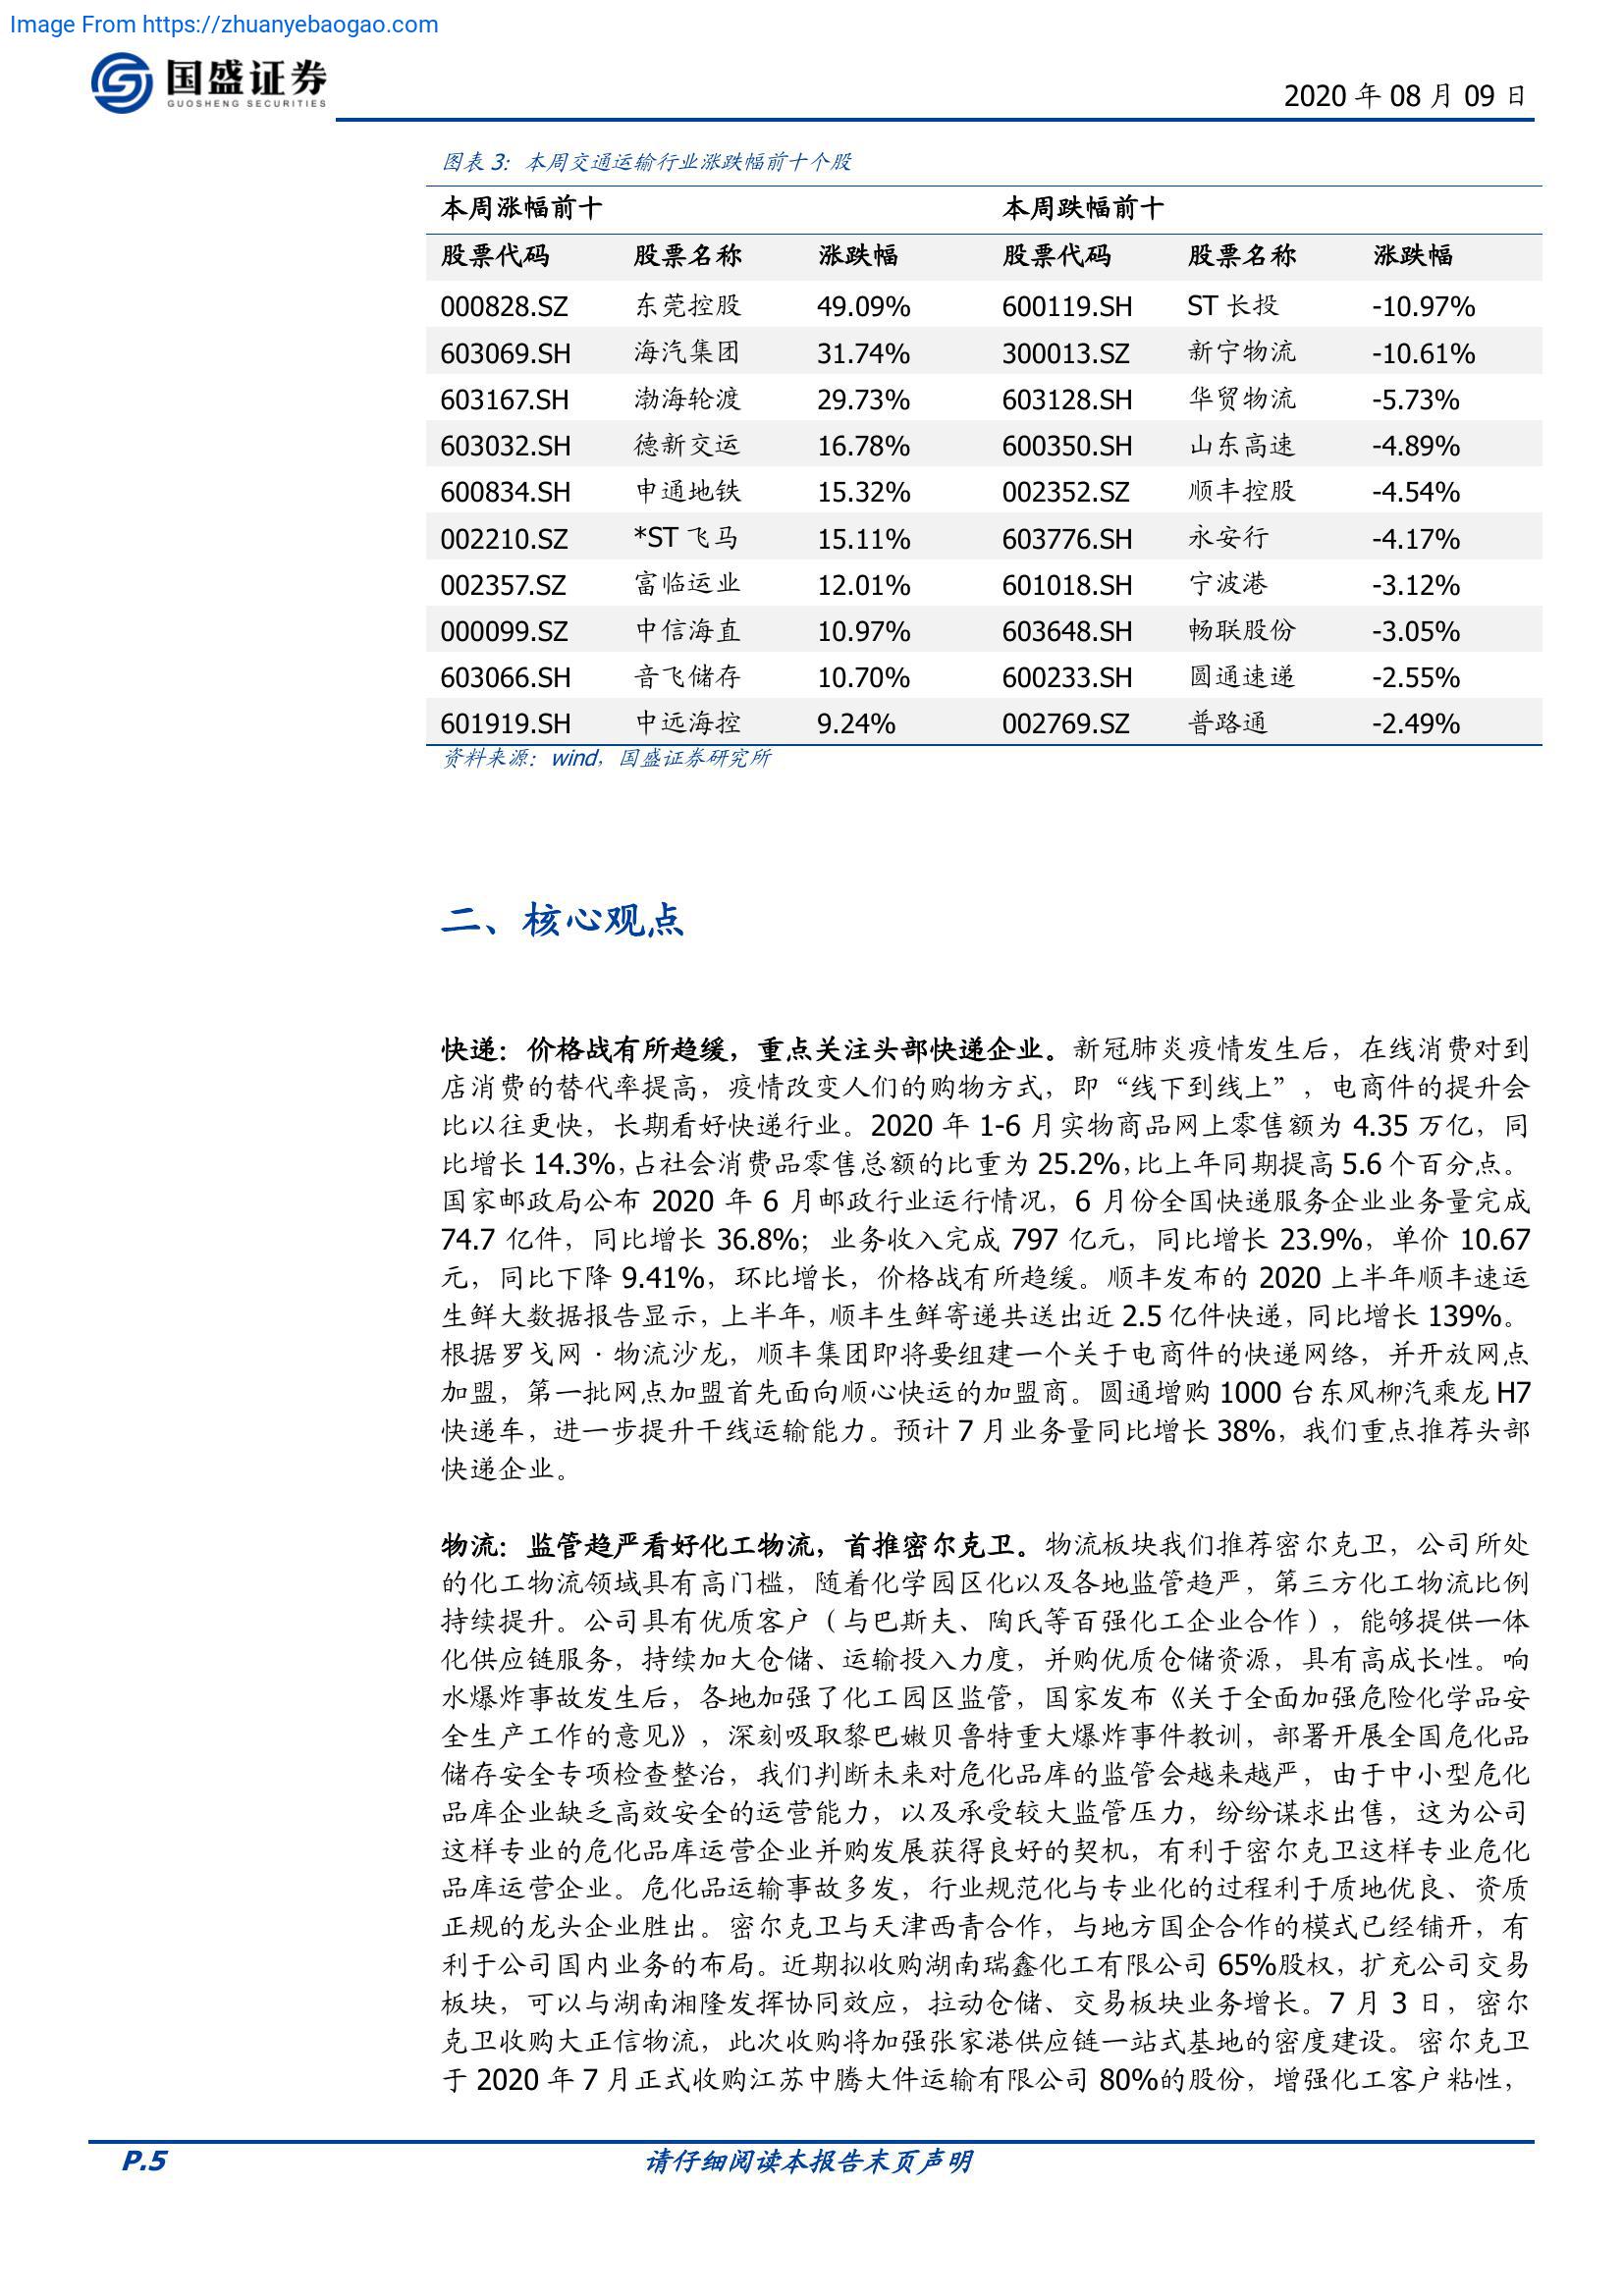 Image From https://zhuanyebaogao.com
国盛证券
GUOSHENG SECURITIES
2020 年 08 月 09 日
图表 3：本周交通运输行业涨跌幅前十个股
本周涨幅前十 本周跌幅前十
股票代码 股票名称 涨跌幅 股票代码 股票名称 涨跌幅
000828.SZ 东莞控股 49.09% 600119.SH ST 长投 -10.97%
603069.SH 海汽集团 31.74% 300013.SZ 新宁物流 -10.61%
603167.SH 渤海轮渡 29.73% 603128.SH 华贸物流 -5.73%
603032.SH 德新交运 16.78% 600350.SH 山东高速 -4.89%
600834.SH 申通地铁 15.32% 002352.SZ 顺丰控股 -4.54%
002210.SZ *ST 飞马 15.11% 603776.SH 永安行 -4.17%
002357.SZ 富临运业 12.01% 601018.SH 宁波港 -3.12%
000099.SZ 中信海直 10.97% 603648.SH 畅联股份 -3.05%
603066.SH 音飞储存 10.70% 600233.SH 圆通速递 -2.55%
601919.SH 中远海控 9.24% 002769.SZ 普路通 -2.49%
资料来源：wind，国盛证券研究所
二、核心观点
快递：价格战有所趋缓，重点关注头部快递企业。新冠肺炎疫情发生后，在线消费对到
店消费的替代率提高，疫情改变人们的购物方式，即“线下到线上”，电商件的提升会
比以往更快，长期看好快递行业。2020 年 1-6 月实物商品网上零售额为 4.35 万亿，同
比增长 14.3%，占社会消费品零售总额的比重为 25.2%，比上年同期提高 5.6 个百分点。
国家邮政局公布 2020 年 6 月邮政行业运行情况，6 月份全国快递服务企业业务量完成
74.7 亿件，同比增长 36.8%；业务收入完成 797 亿元，同比增长 23.9%，单价 10.67
元，同比下降 9.41%，环比增长，价格战有所趋缓。顺丰发布的 2020 上半年顺丰速运
生鲜大数据报告显示，上半年，顺丰生鲜寄递共送出近 2.5 亿件快递，同比增长 139%。
根据罗戈网·物流沙龙，顺丰集团即将要组建一个关于电商件的快递网络，并开放网点
加盟，第一批网点加盟首先面向顺心快运的加盟商。圆通增购 1000 台东风柳汽乘龙 H7
快递车，进一步提升干线运输能力。预计 7 月业务量同比增长 38%，我们重点推荐头部
快递企业。
物流：监管趋严看好化工物流，首推密尔克卫。物流板块我们推荐密尔克卫，公司所处
的化工物流领域具有高门槛，随着化学园区化以及各地监管趋严，第三方化工物流比例
持续提升。公司具有优质客户（与巴斯夫、陶氏等百强化工企业合作），能够提供一体
化供应链服务，持续加大仓储、运输投入力度，并购优质仓储资源，具有高成长性。响
水爆炸事故发生后，各地加强了化工园区监管，国家发布《关于全面加强危险化学品安
全生产工作的意见》，深刻吸取黎巴嫩贝鲁特重大爆炸事件教训，部署开展全国危化品
储存安全专项检查整治，我们判断未来对危化品库的监管会越来越严，由于中小型危化
品库企业缺乏高效安全的运营能力，以及承受较大监管压力，纷纷谋求出售，这为公司
这样专业的危化品库运营企业并购发展获得良好的契机，有利于密尔克卫这样专业危化
品库运营企业。危化品运输事故多发，行业规范化与专业化的过程利于质地优良、资质
正规的龙头企业胜出。密尔克卫与天津西青合作，与地方国企合作的模式已经铺开，有
利于公司国内业务的布局。近期拟收购湖南瑞鑫化工有限公司 65%股权，扩充公司交易
板块，可以与湖南湘隆发挥协同效应，拉动仓储、交易板块业务增长。7 月 3 日，密尔
克卫收购大正信物流，此次收购将加强张家港供应链一站式基地的密度建设。密尔克卫
于 2020 年 7 月正式收购江苏中腾大件运输有限公司 80%的股份，增强化工客户粘性，
P.5 请仔细阅读本报告末页声明